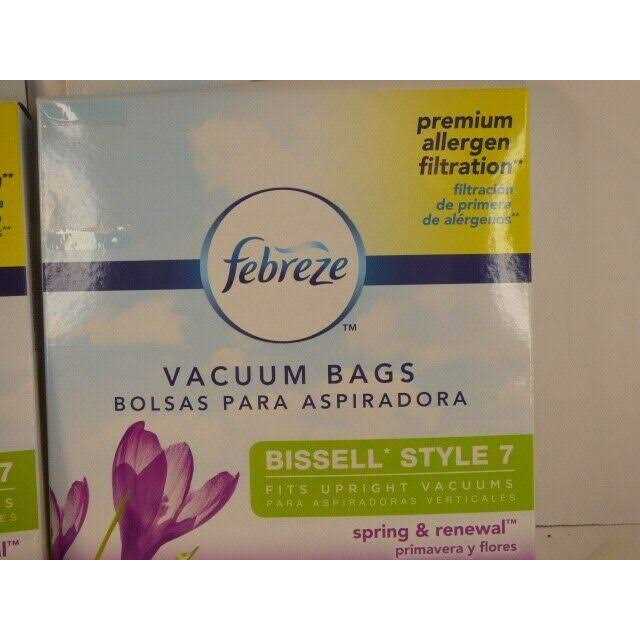 premium
allergen
filtration**
filtración
de primera
de alérgenos**
febreze
™
VACUUM BAGS
BOLSAS PARA ASPIRADORA
BISSELL* STYLE 7
FITS UPRIGHT VACUUMS
PARA ASPIRADORAS VERTICALES
spring & renewal™
primavera y flores
7